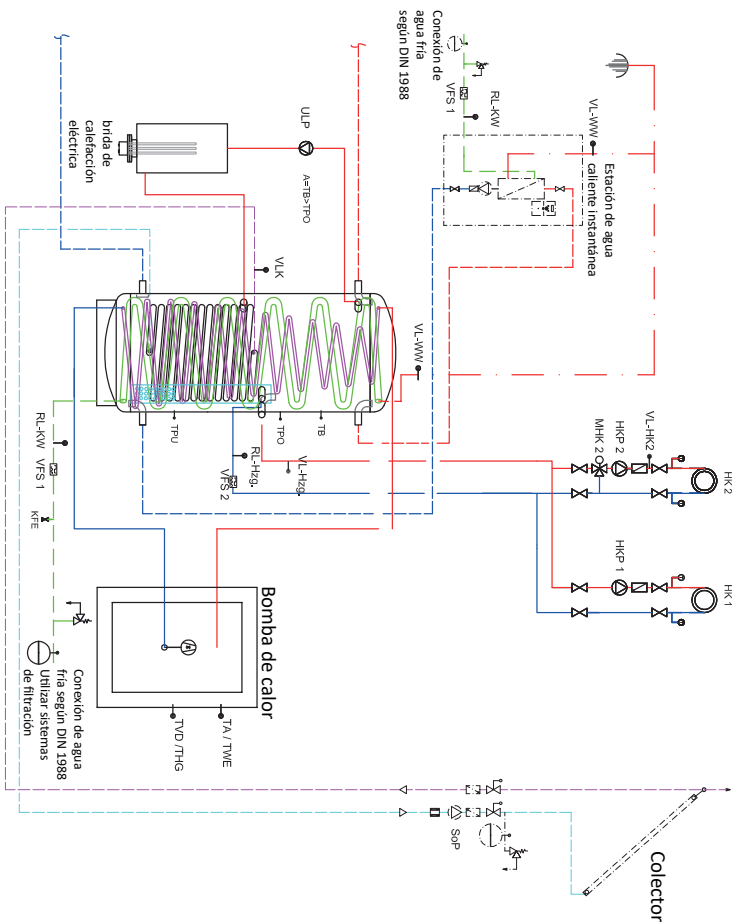 HK 2
HK 1
Colector
VL-HK2
HKP 2
MHK 2
HKP 1
VL-WW
Estación de agua
caliente instantánea
RL-KW
VFS 1
Conexión de
agua fría
según DIN 1988
SoP
VL-WW
ULP
A=TB>TPO
VLK
brida de
calefacción
eléctrica
TB
TPO
TPU
VL-Hzg.
RL-Hzg.
VFS 2
Bomba de calor
TA / TWE
TVD /THG
RL-KW
VFS 1
KFE
Conexión de agua
fría según DIN 1988
Utilizar sistemas
de filtración